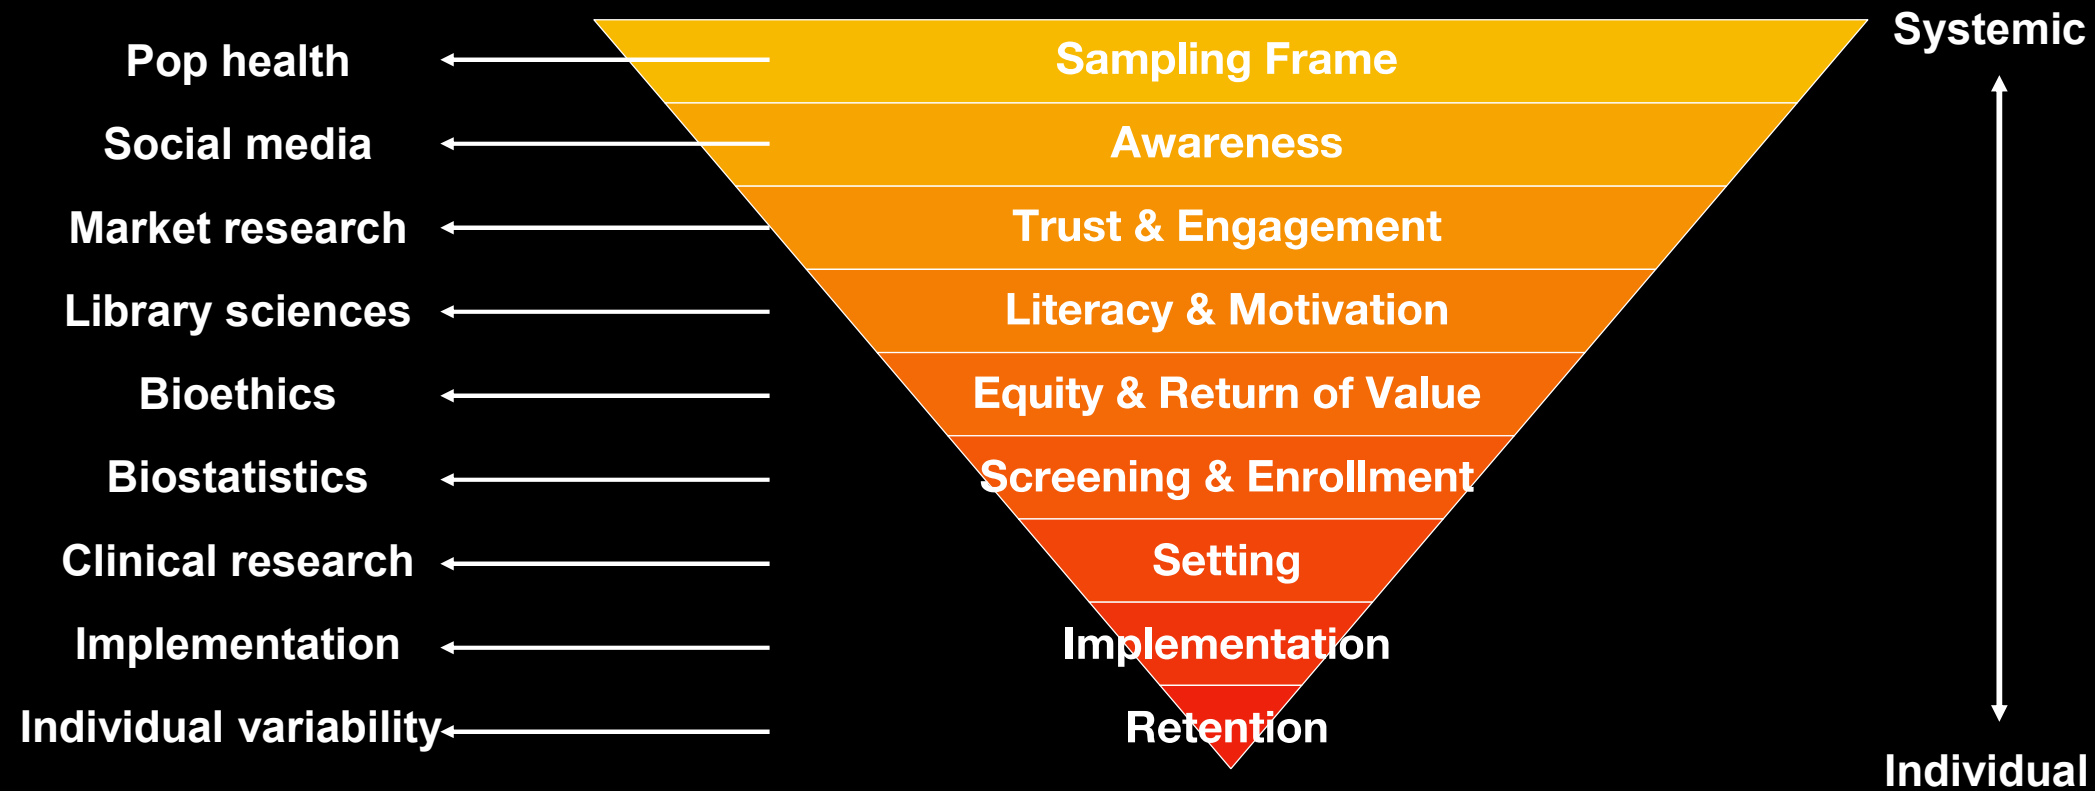 Systemic
Pop health
Sampling Frame
Social media
Awareness
Market research
Trust & Engagement
Library sciences
Literacy & Motivation
Bioethics
Equity & Return of Value
Biostatistics
Screening & Enrollment
Clinical research
Setting
Implementation
Implementation
Individual variability
Retention
Individual